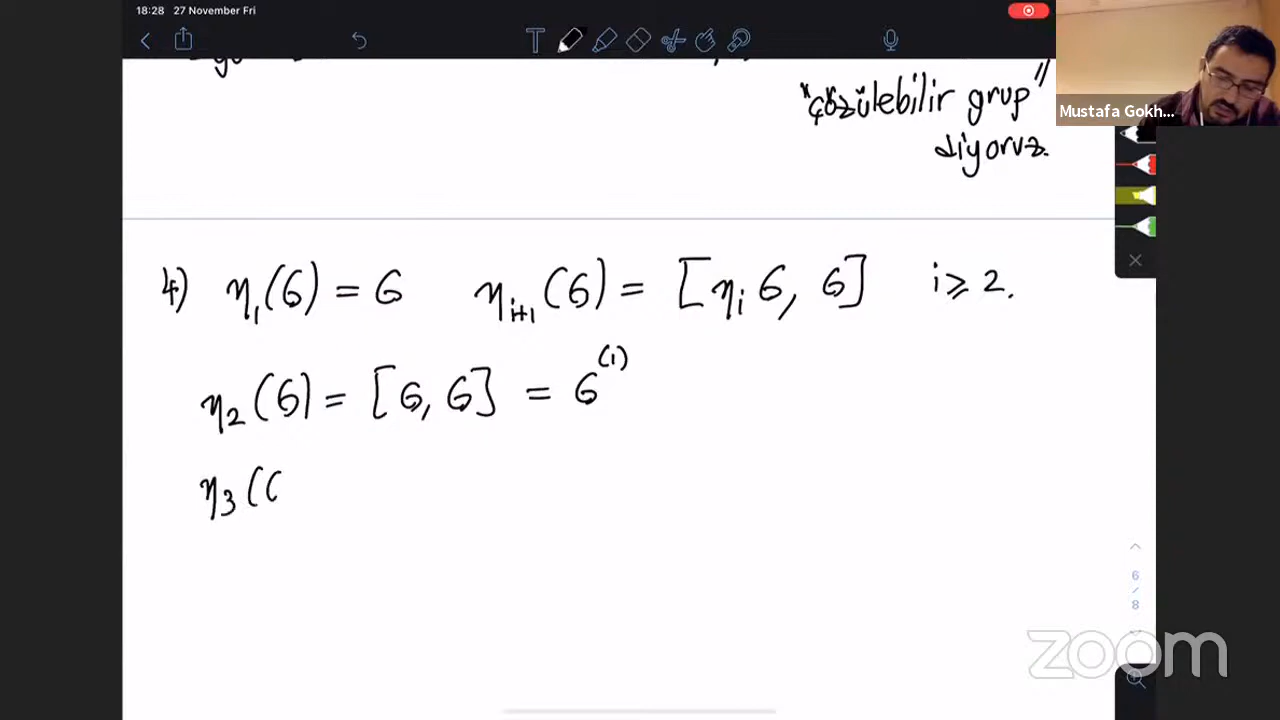 18:28 27 November Fri
"çözülebilir grup"
Mustafa Gokh...
diyoruz.
4) η₁(G) = G ηᵢ₊₁(G) = [ηᵢ G, G] i ≥ 2.
η₂(G) = [G, G] = G⁽¹⁾
η₃(G
6
8
zoom